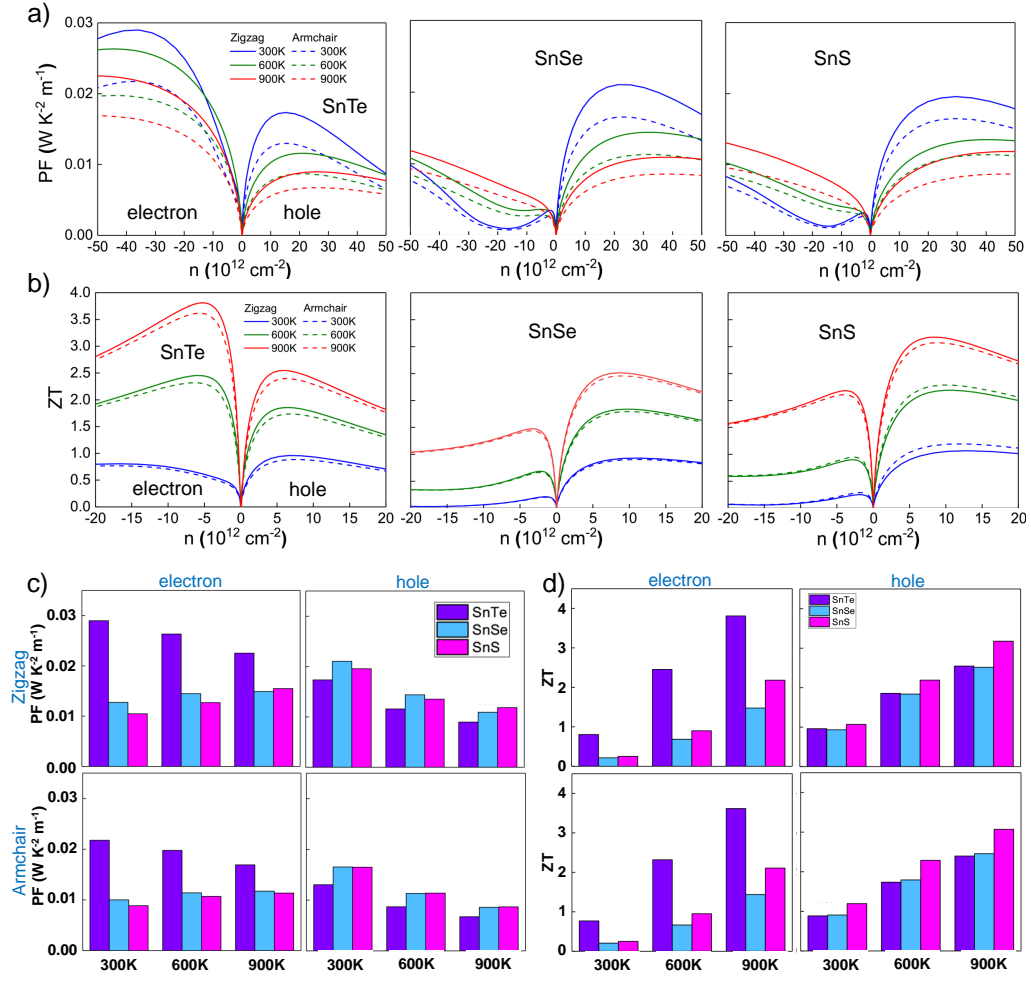 a)
0.03
0.02
0.01
0.00
PF (W K⁻² m⁻¹)
Zigzag Armchair
300K 300K
600K 600K
900K 900K
SnTe
electron hole
-50 -40 -30 -20 -10 0 10 20 30 40 50
n (10¹² cm⁻²)
SnSe
-50 -40 -30 -20 -10 0 10 20 30 40 50
n (10¹² cm⁻²)
SnS
-50 -40 -30 -20 -10 0 10 20 30 40 50
n (10¹² cm⁻²)
b)
4.0
3.5
3.0
2.5
2.0
1.5
1.0
0.5
0.0
ZT
Zigzag Armchair
300K 300K
600K 600K
900K 900K
SnTe
electron hole
-20 -15 -10 -5 0 5 10 15 20
n (10¹² cm⁻²)
SnSe
-20 -15 -10 -5 0 5 10 15 20
n (10¹² cm⁻²)
SnS
-20 -15 -10 -5 0 5 10 15 20
n (10¹² cm⁻²)
c)
electron hole
Zigzag
PF (W K⁻² m⁻¹)
0.03
0.02
0.01
0.00
SnTe
SnSe
SnS
Armchair
PF (W K⁻² m⁻¹)
0.03
0.02
0.01
0.00
300K 600K 900K 300K 600K 900K
d)
electron hole
ZT
4
3
2
1
0
SnTe
SnSe
SnS
ZT
4
3
2
1
0
300K 600K 900K 300K 600K 900K